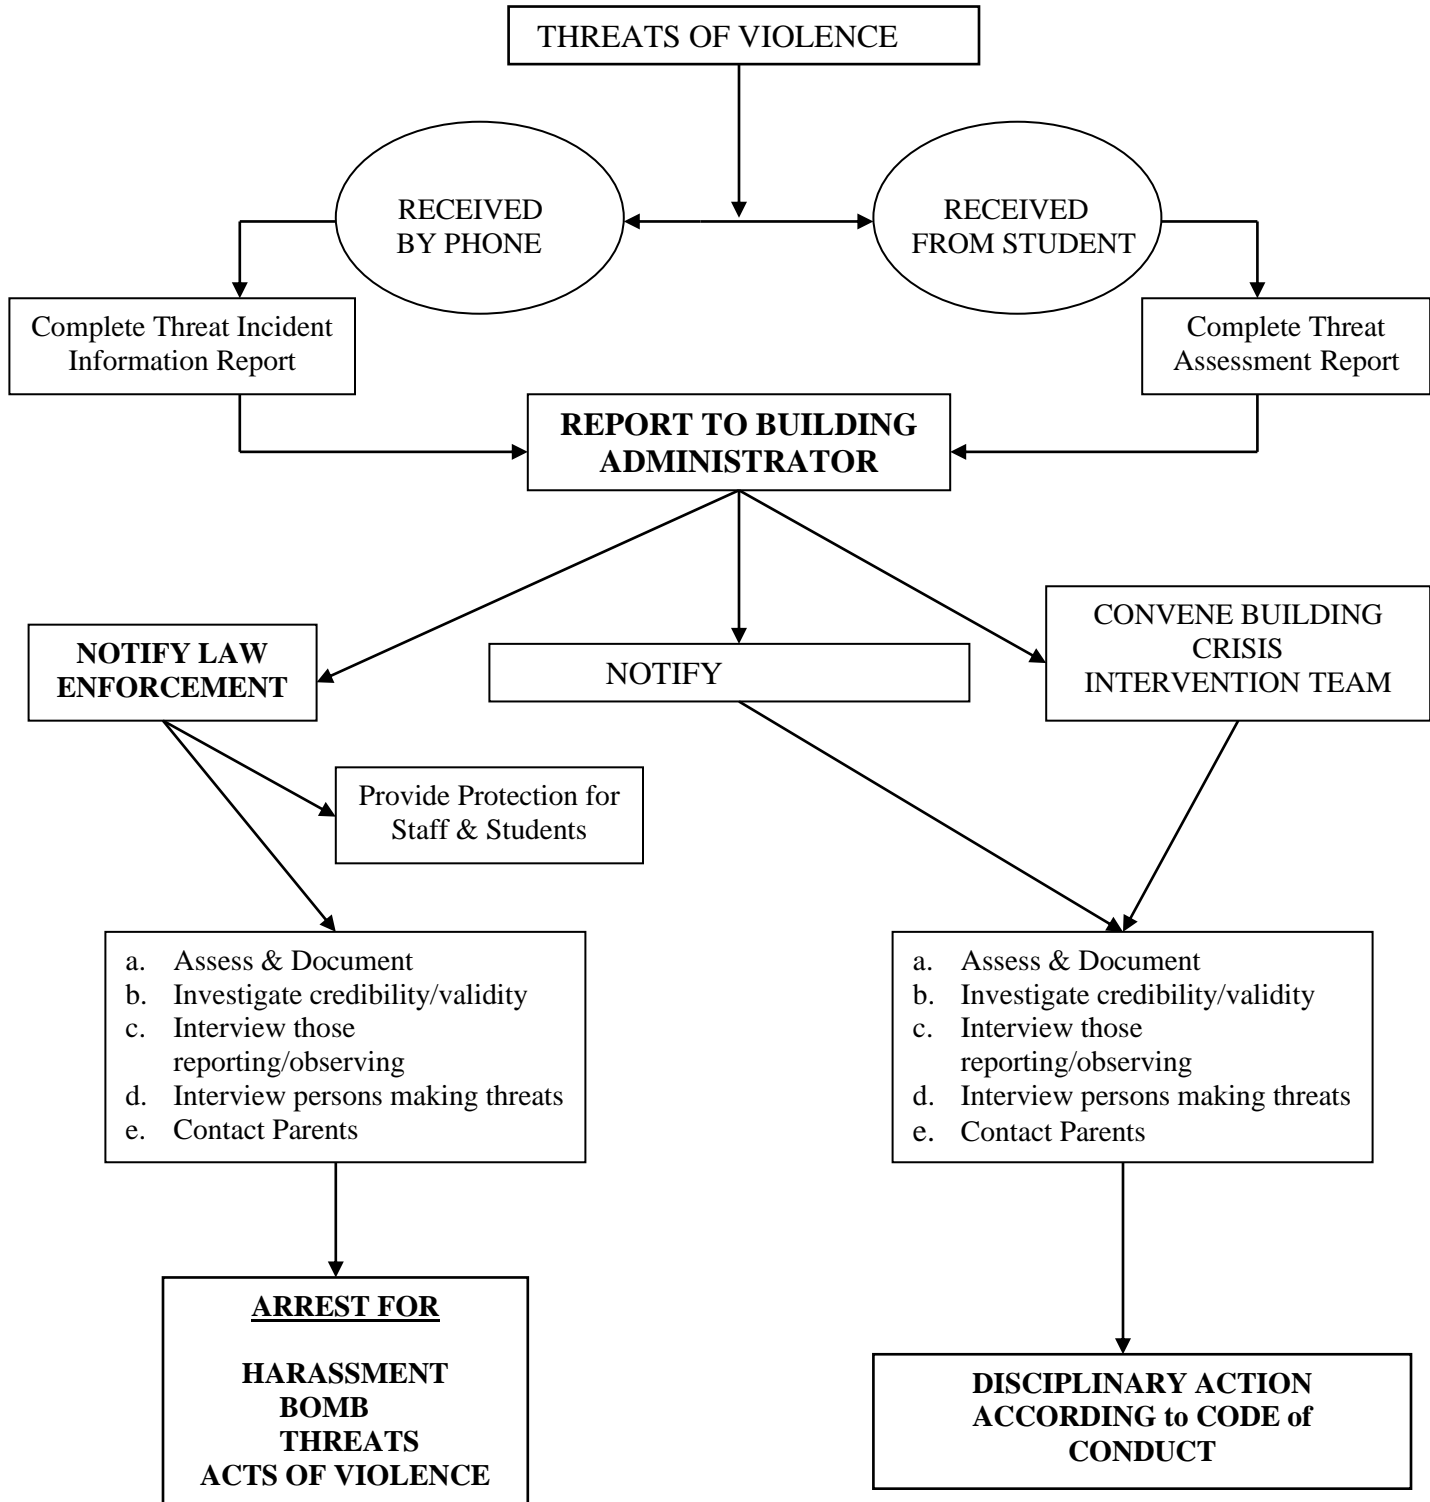 THREATS OF VIOLENCE
RECEIVED
BY PHONE
RECEIVED
FROM STUDENT
Complete Threat Incident
Information Report
Complete Threat
Assessment Report
REPORT TO BUILDING
ADMINISTRATOR
NOTIFY LAW
ENFORCEMENT
NOTIFY
CONVENE BUILDING
CRISIS
INTERVENTION TEAM
Provide Protection for
Staff & Students
a. Assess & Document
b. Investigate credibility/validity
c. Interview those
reporting/observing
d. Interview persons making threats
e. Contact Parents
a. Assess & Document
b. Investigate credibility/validity
c. Interview those
reporting/observing
d. Interview persons making threats
e. Contact Parents
ARREST FOR
HARASSMENT
BOMB
THREATS
ACTS OF VIOLENCE
DISCIPLINARY ACTION
ACCORDING to CODE of
CONDUCT